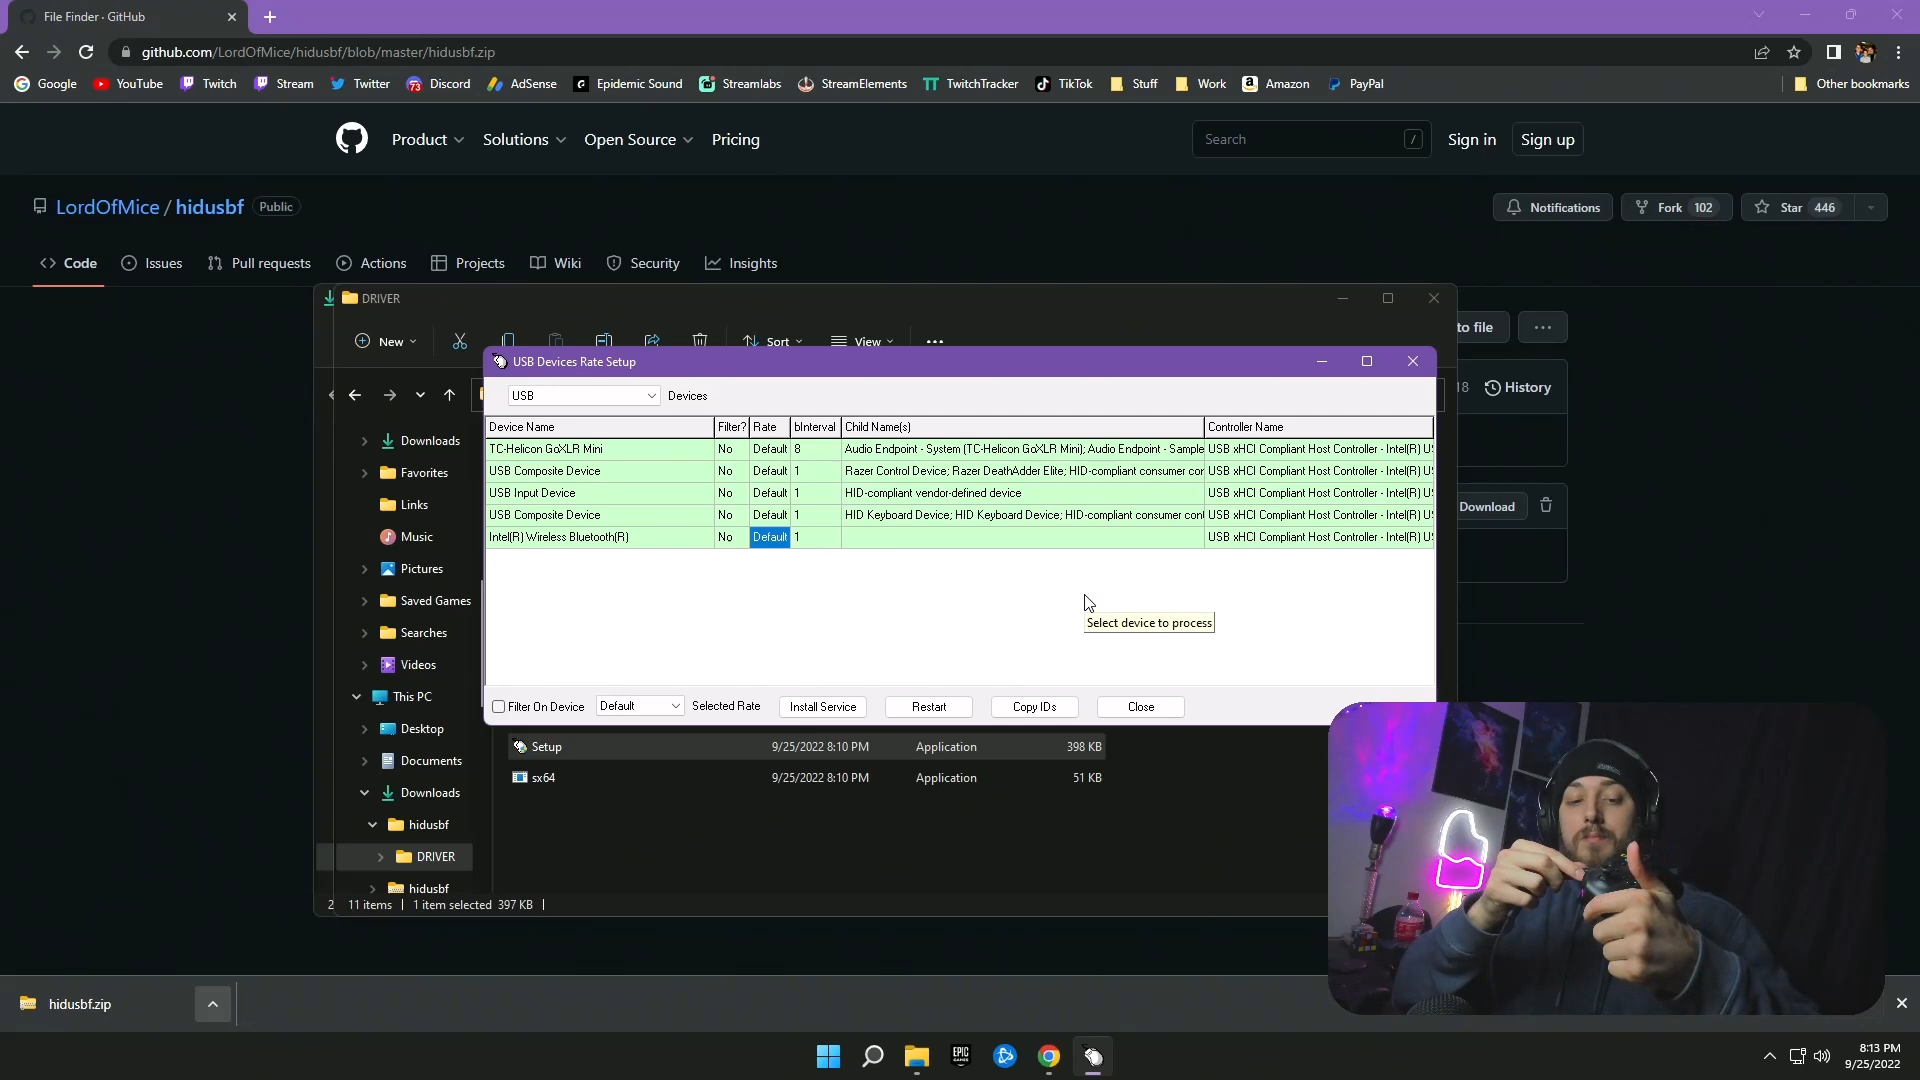 File Finder · GitHub
github.com/LordOfMice/hidusbf/blob/master/hidusbf.zip
Google
YouTube
Twitch
Stream
Twitter
73
Discord
AdSense
Epidemic Sound
Streamlabs
StreamElements
TwitchTracker
TikTok
Stuff
Work
Amazon
PayPal
Other bookmarks
Product
Solutions
Open Source
Pricing
Search
/
Sign in
Sign up
LordOfMice / hidusbf
Public
Notifications
Fork 102
Star 446
Code
Issues
Pull requests
Actions
Projects
Wiki
Security
Insights
DRIVER
to file
New
Sort
View
USB Devices Rate Setup
18
History
USB
Devices
Device Name Filter? Rate bInterval Child Name(s) Controller Name
TC-Helicon GoXLR Mini No Default 8 Audio Endpoint - System (TC-Helicon GoXLR Mini); Audio Endpoint - Sample USB xHCI Compliant Host Controller - Intel(R) U
USB Composite Device No Default 1 Razer Control Device; Razer DeathAdder Elite; HID-compliant consumer cor USB xHCI Compliant Host Controller - Intel(R) U
USB Input Device No Default 1 HID-compliant vendor-defined device USB xHCI Compliant Host Controller - Intel(R) U
USB Composite Device No Default 1 HID Keyboard Device; HID Keyboard Device; HID-compliant consumer con USB xHCI Compliant Host Controller - Intel(R) U
Intel(R) Wireless Bluetooth(R) No Default 1 USB xHCI Compliant Host Controller - Intel(R) U
Download
Select device to process
Filter On Device
Default
Selected Rate
Install Service
Restart
Copy IDs
Close
Downloads
Favorites
Links
Music
Pictures
Saved Games
Searches
Videos
This PC
Desktop
Documents
Downloads
hidusbf
DRIVER
hidusbf
Setup 9/25/2022 8:10 PM Application 398 KB
sx64 9/25/2022 8:10 PM Application 51 KB
2
11 items
1 item selected 397 KB
hidusbf.zip
EPIC
GAMES
8:13 PM
9/25/2022